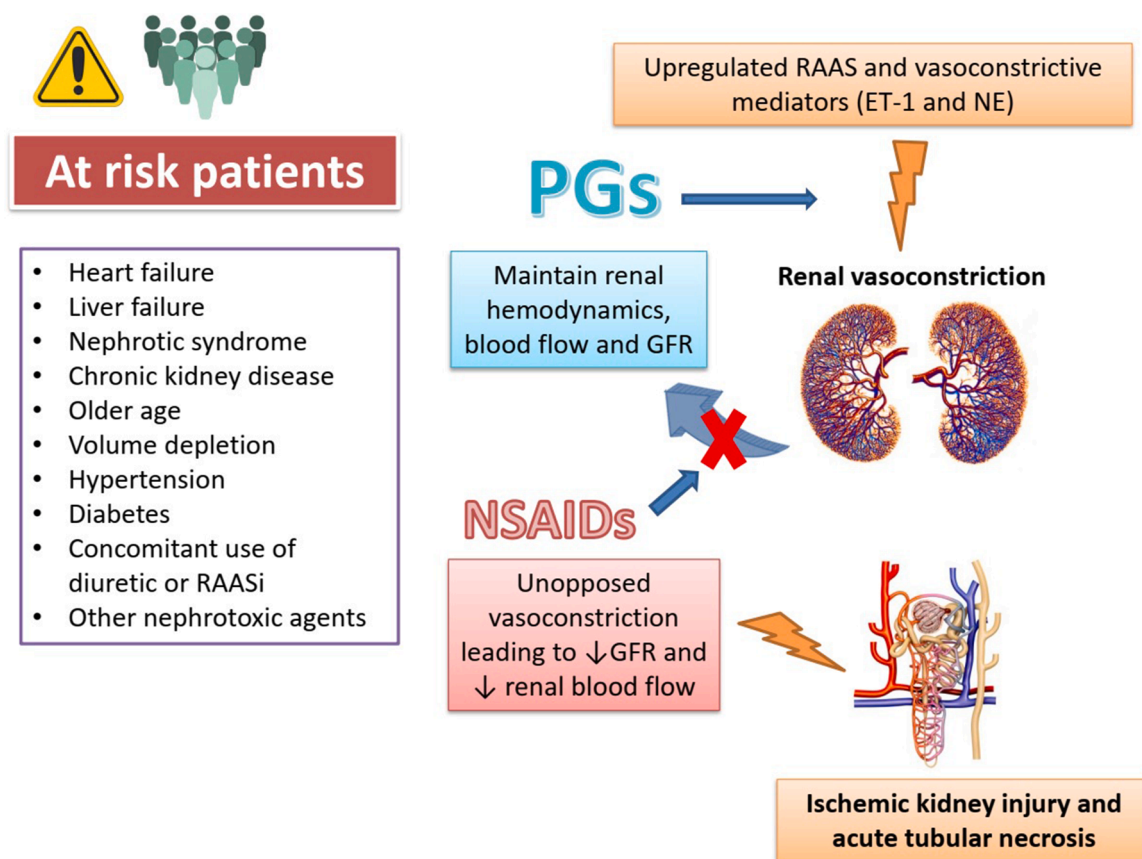 At risk patients
• Heart failure
• Liver failure
• Nephrotic syndrome
• Chronic kidney disease
• Older age
• Volume depletion
• Hypertension
• Diabetes
• Concomitant use of
diuretic or RAASi
• Other nephrotoxic agents
Upregulated RAAS and vasoconstrictive
mediators (ET-1 and NE)
PGs
Maintain renal
hemodynamics,
blood flow and GFR
Renal vasoconstriction
NSAIDs
Unopposed
vasoconstriction
leading to ↓GFR and
↓ renal blood flow
Ischemic kidney injury and
acute tubular necrosis